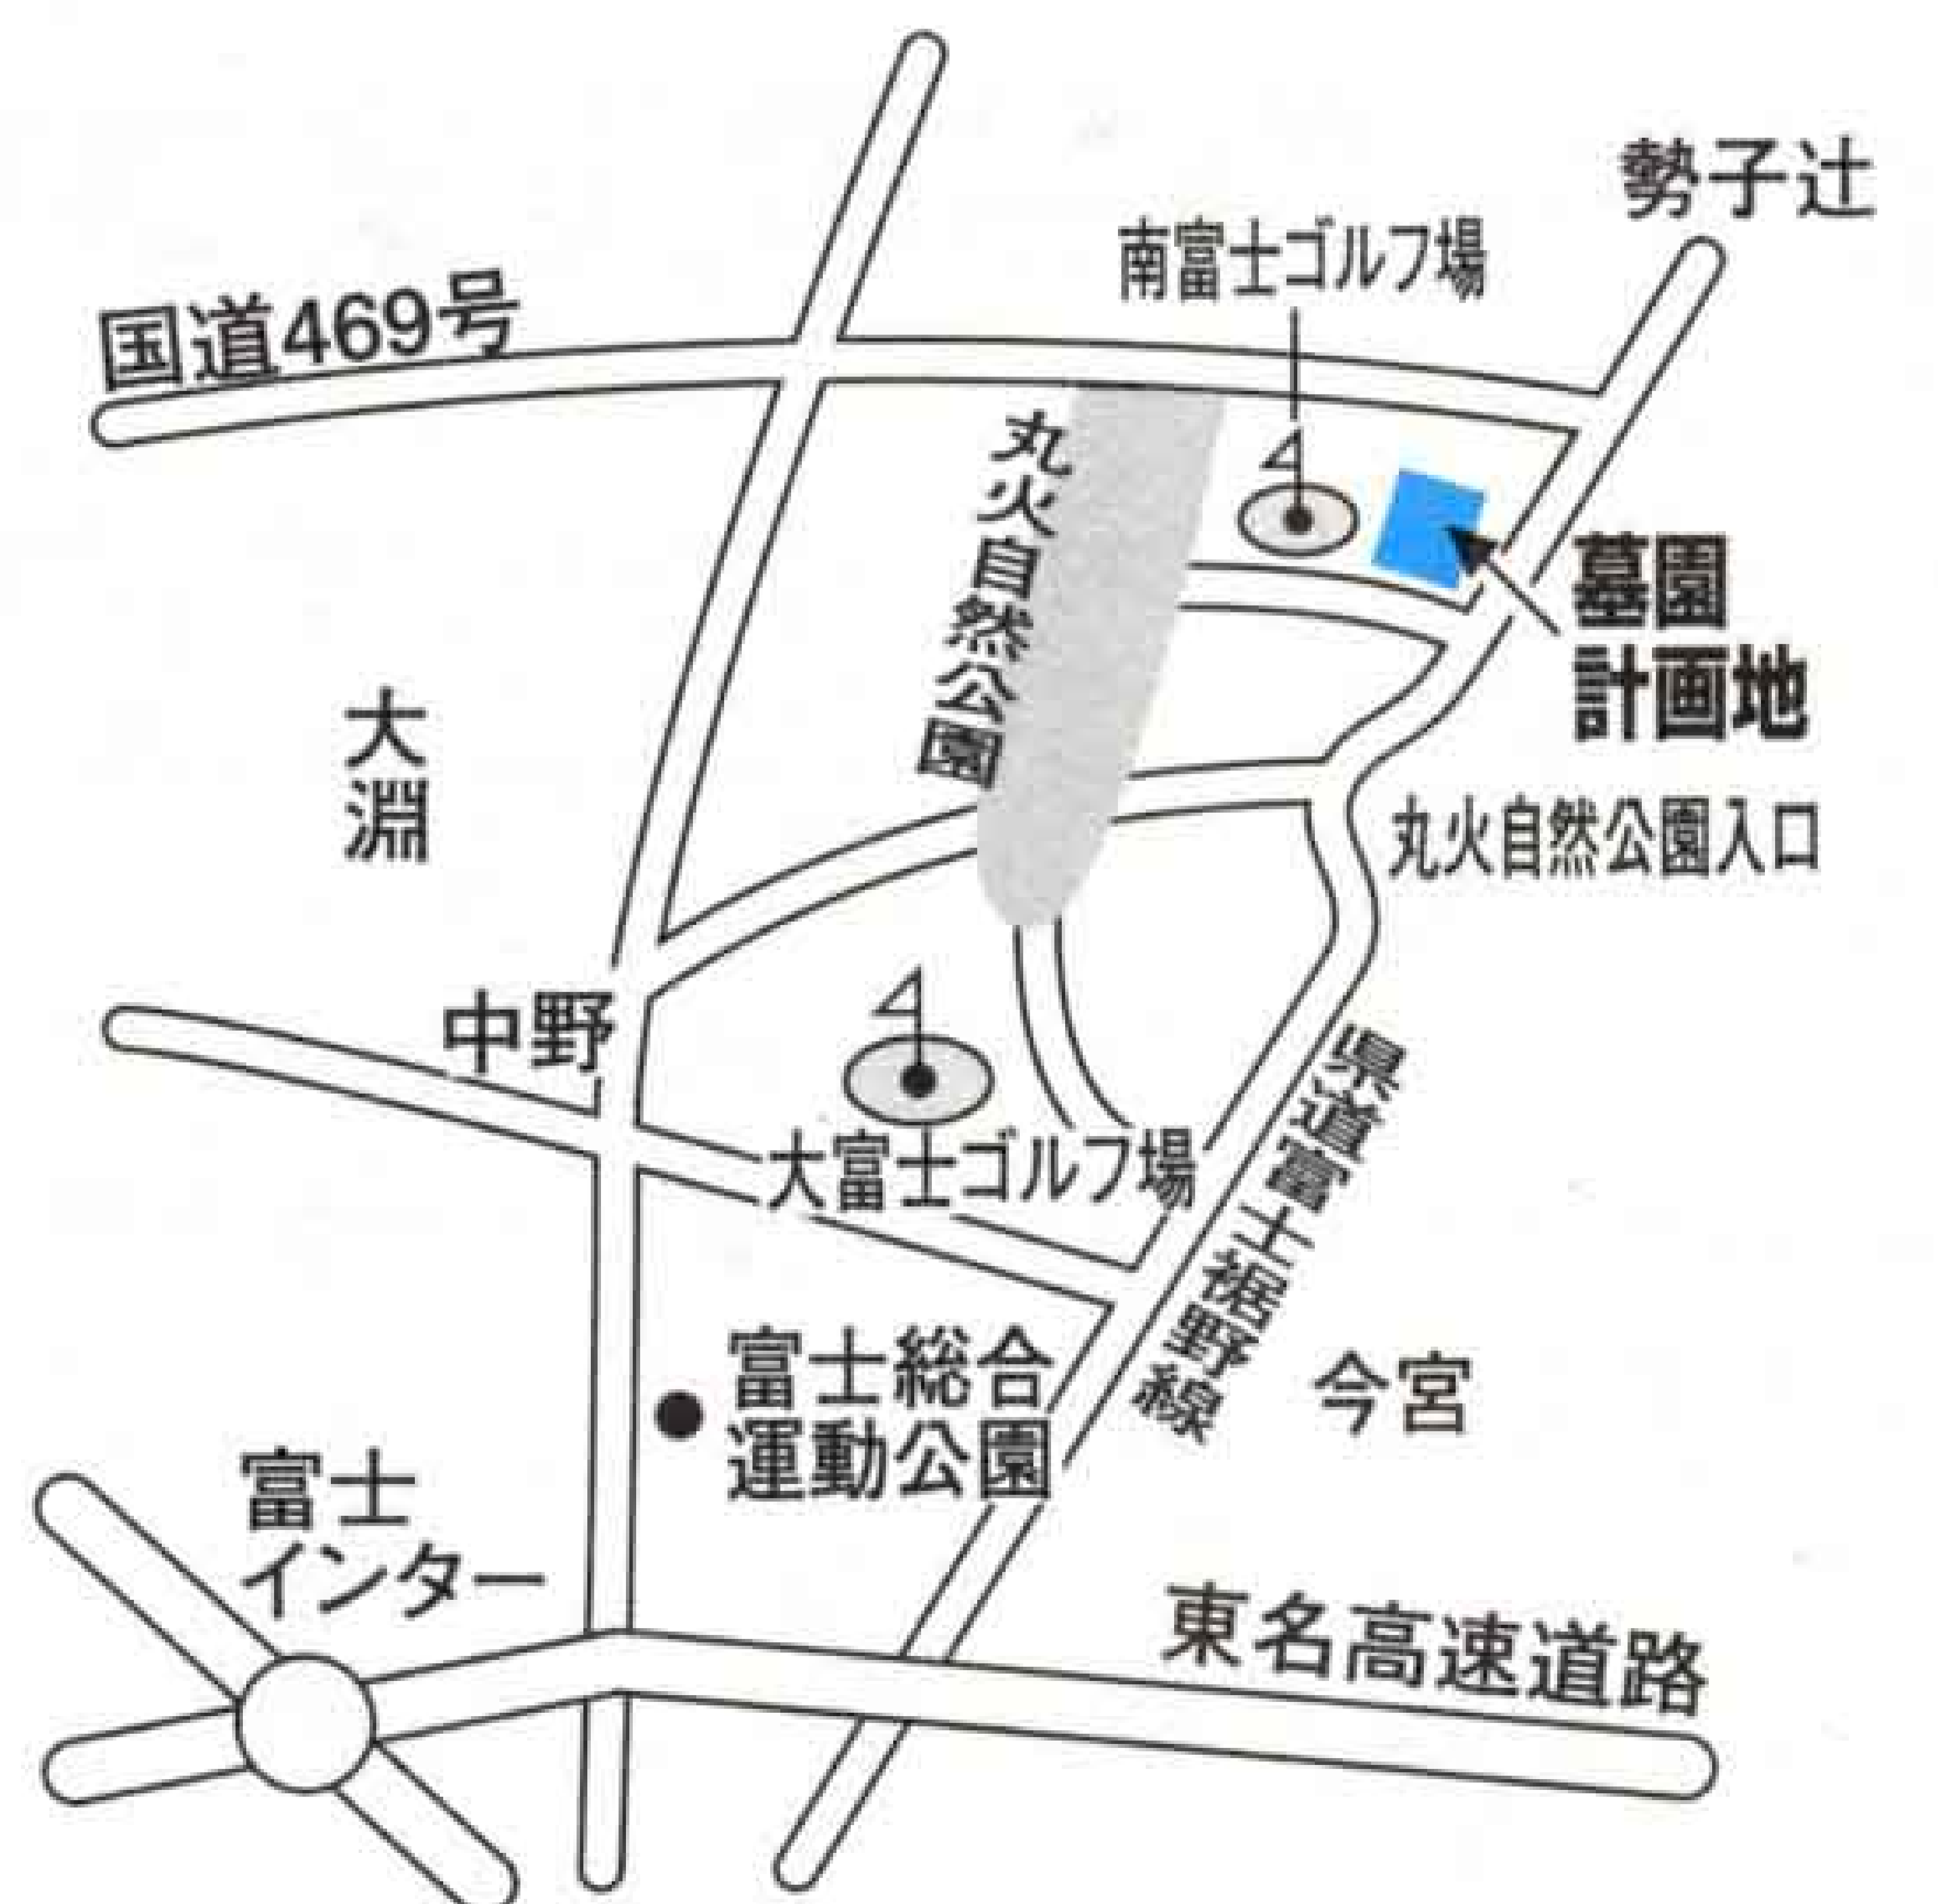 勢子辻
南富士ゴルフ場
国道469号
丸火自然公園
墓園
計画地
大淵
丸火自然公園入口
中野
県道富士裾野線
大富士ゴルフ場
富士総合
運動公園
今宮
富士
インター
東名高速道路